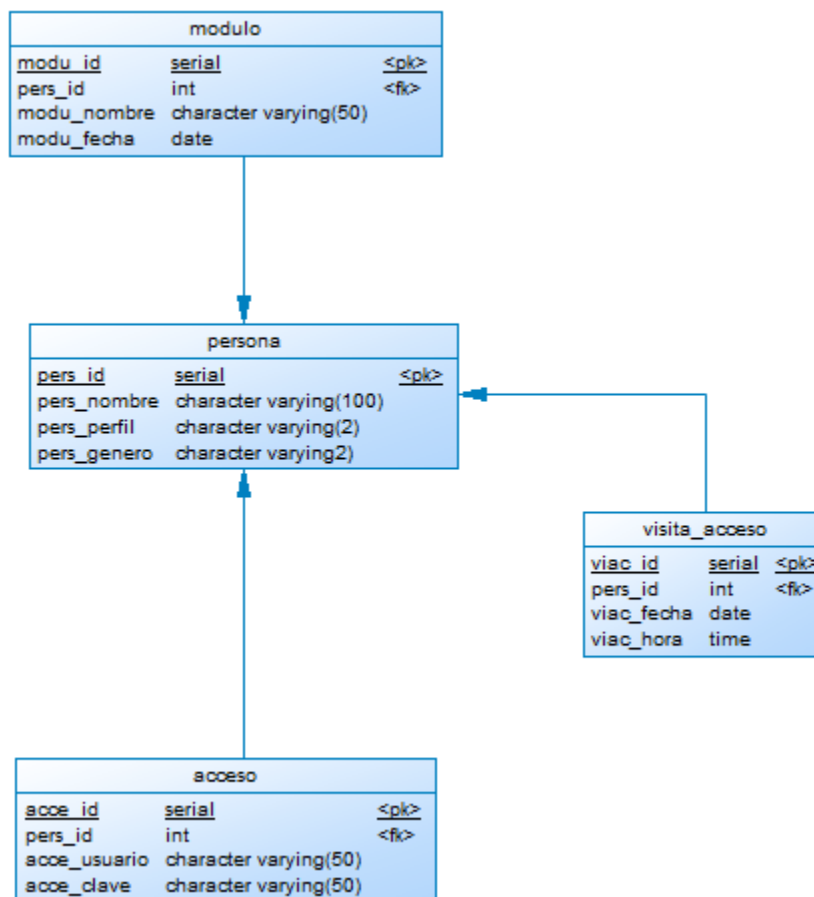 modulo
modu_id serial <pk>
pers_id int <fk>
modu_nombre character varying(50)
modu_fecha date
persona
pers_id serial <pk>
pers_nombre character varying(100)
pers_perfil character varying(2)
pers_genero character varying2)
visita_acceso
viac_id serial <pk>
pers_id int <fk>
viac_fecha date
viac_hora time
acceso
acce_id serial <pk>
pers_id int <fk>
acce_usuario character varying(50)
acce_clave character varying(50)